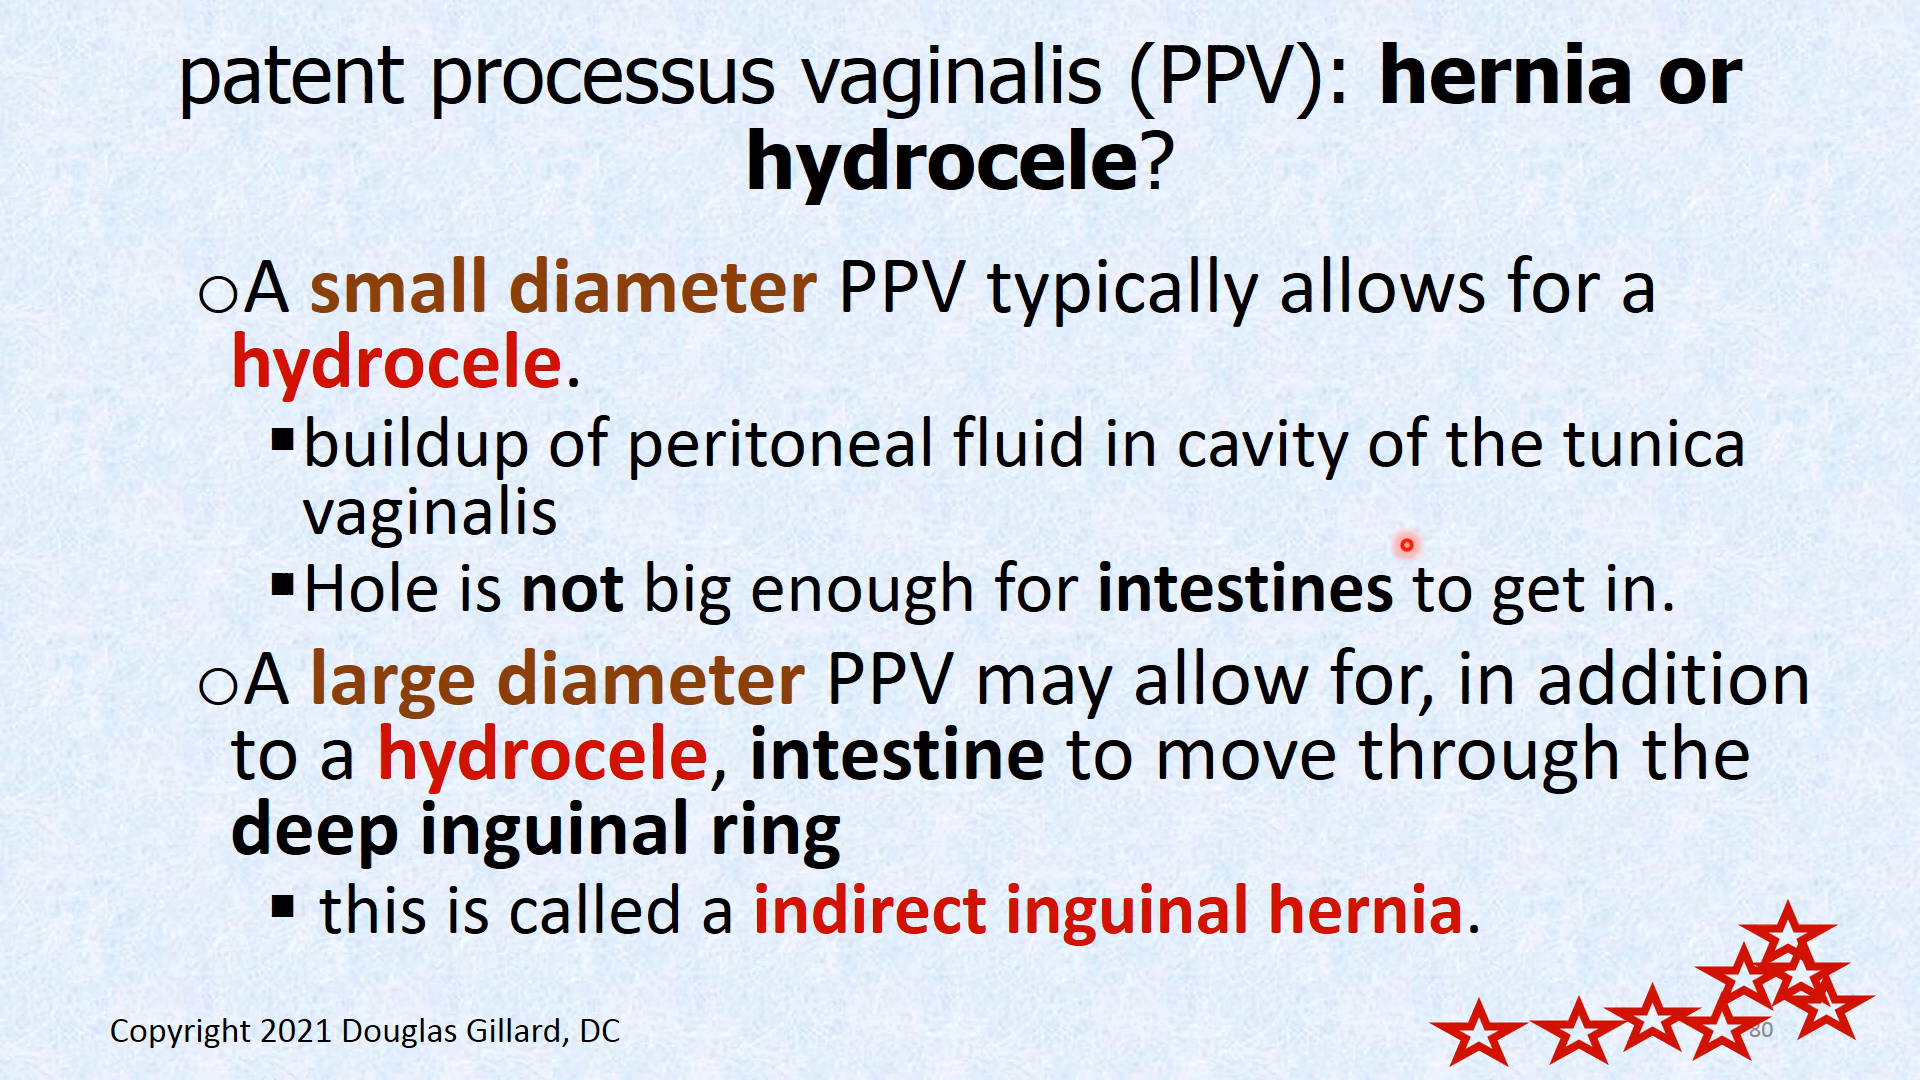 patent processus vaginalis (PPV): hernia or
hydrocele?
○A small diameter PPV typically allows for a
hydrocele.
▪buildup of peritoneal fluid in cavity of the tunica
vaginalis
▪Hole is not big enough for intestines to get in.
○A large diameter PPV may allow for, in addition
to a hydrocele, intestine to move through the
deep inguinal ring
▪ this is called a indirect inguinal hernia.
Copyright 2021 Douglas Gillard, DC
80